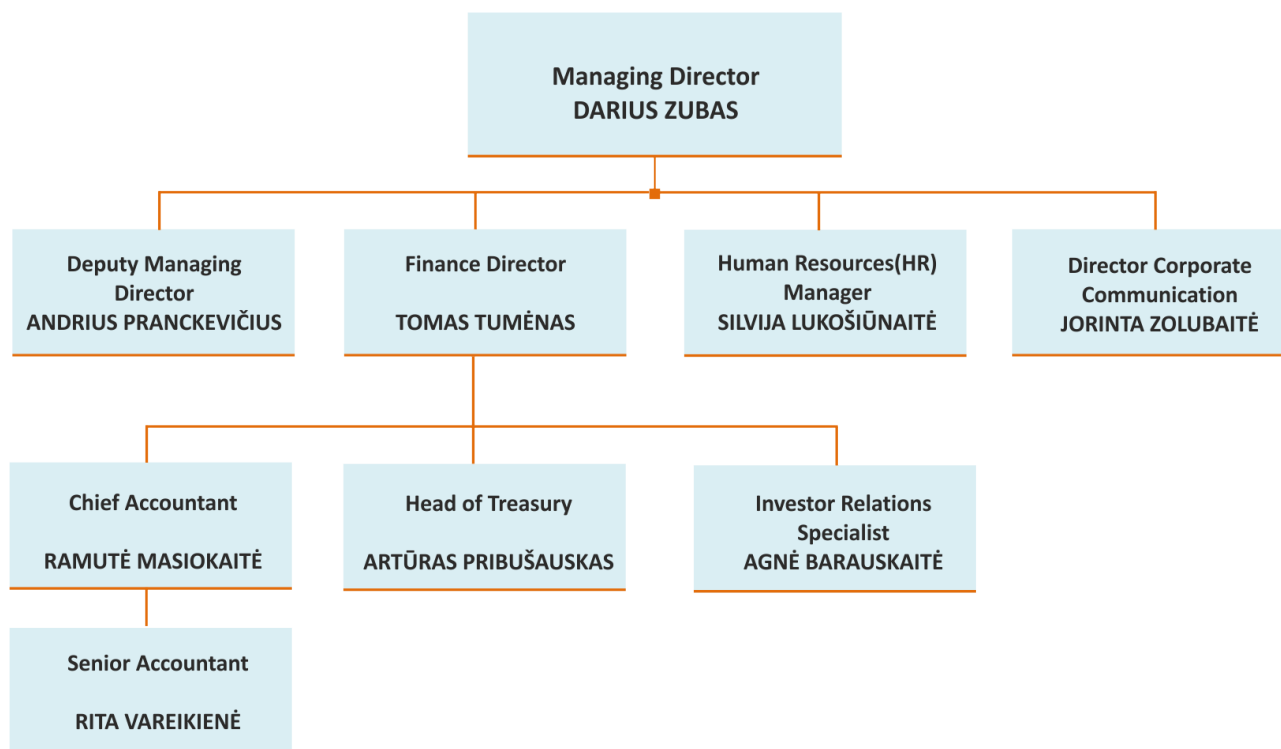 Managing Director
DARIUS ZUBAS
Deputy Managing
Director
ANDRIUS PRANCKEVIČIUS
Finance Director
TOMAS TUMĖNAS
Human Resources(HR)
Manager
SILVIJA LUKOŠIŪNAITĖ
Director Corporate
Communication
JORINTA ZOLUBAITĖ
Chief Accountant
RAMUTĖ MASIOKAITĖ
Head of Treasury
ARTŪRAS PRIBUŠAUSKAS
Investor Relations
Specialist
AGNĖ BARAUSKAITĖ
Senior Accountant
RITA VAREIKIENĖ